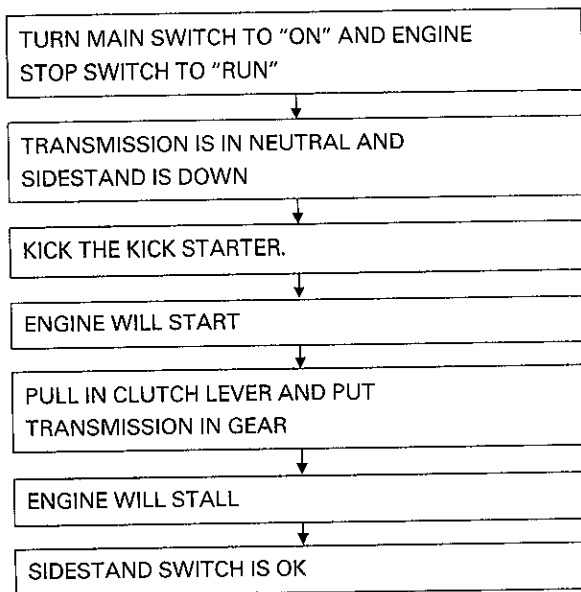 TURN MAIN SWITCH TO "ON" AND ENGINE
STOP SWITCH TO "RUN"
TRANSMISSION IS IN NEUTRAL AND
SIDESTAND IS DOWN
KICK THE KICK STARTER.
ENGINE WILL START
PULL IN CLUTCH LEVER AND PUT
TRANSMISSION IN GEAR
ENGINE WILL STALL
SIDESTAND SWITCH IS OK